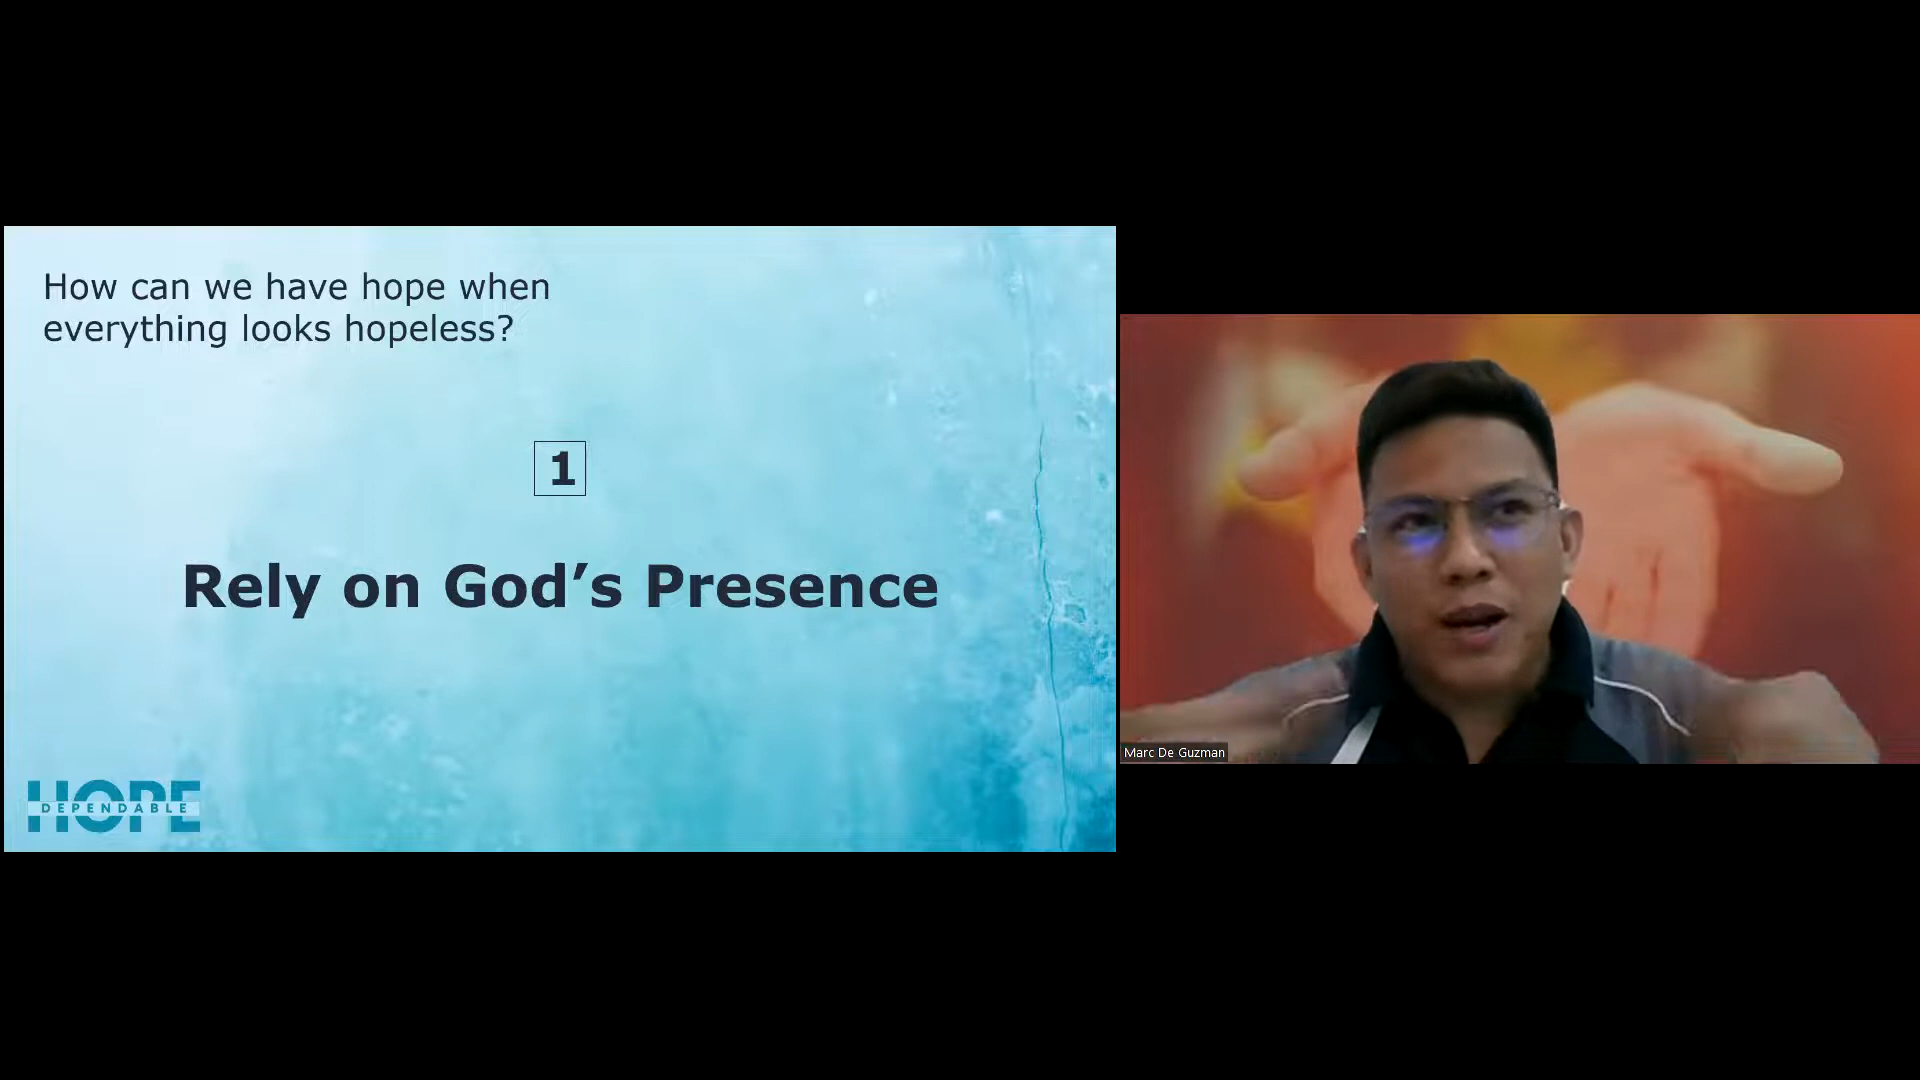 How can we have hope when
everything looks hopeless?
1
Rely on God’s Presence
HOPE
DEPENDABLE
Marc De Guzman